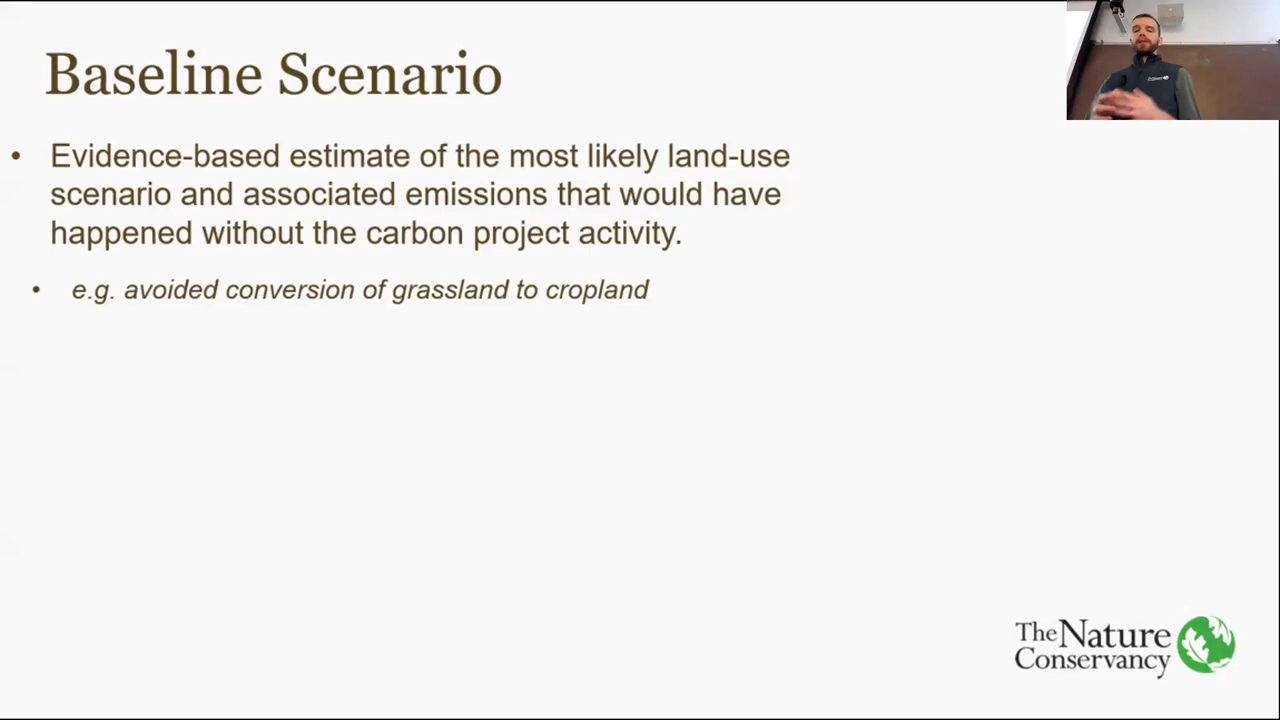 Baseline Scenario
• Evidence-based estimate of the most likely land-use
scenario and associated emissions that would have
happened without the carbon project activity.
• e.g. avoided conversion of grassland to cropland
The Nature
Conservancy